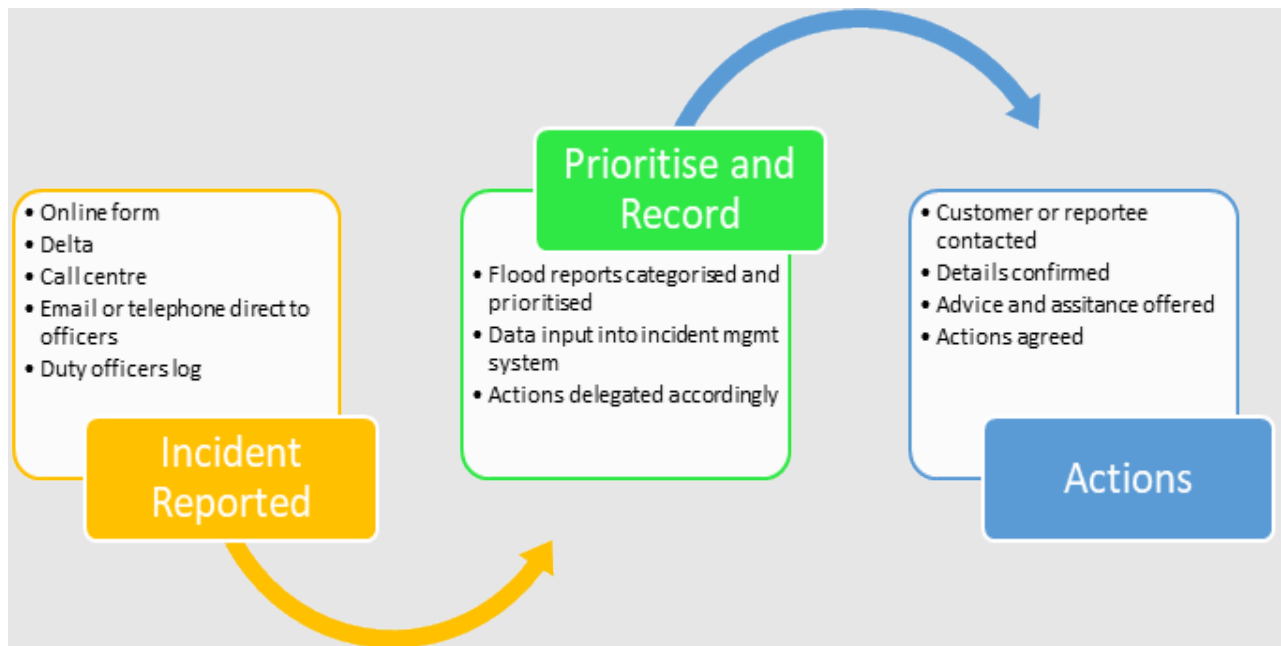 • Online form
• Delta
• Call centre
• Email or telephone direct to
officers
• Duty officers log
Incident
Reported
Prioritise and
Record
• Flood reports categorised and
prioritised
• Data input into incident mgmt
system
• Actions delegated accordingly
• Customer or reportee
contacted
• Details confirmed
• Advice and assitance offered
• Actions agreed
Actions